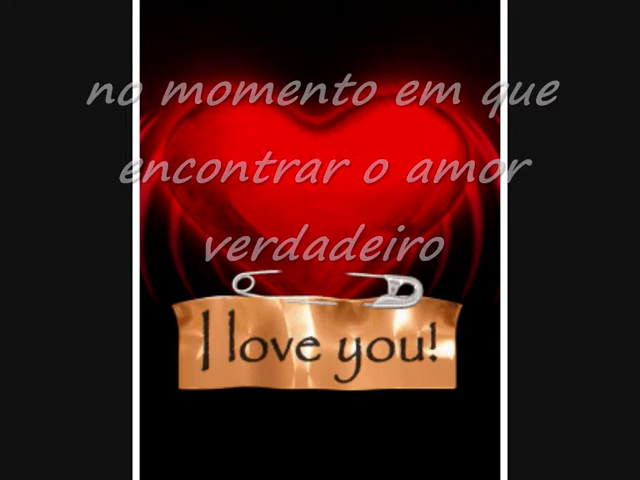 no momento em que
encontrar o amor
verdadeiro
I love you!